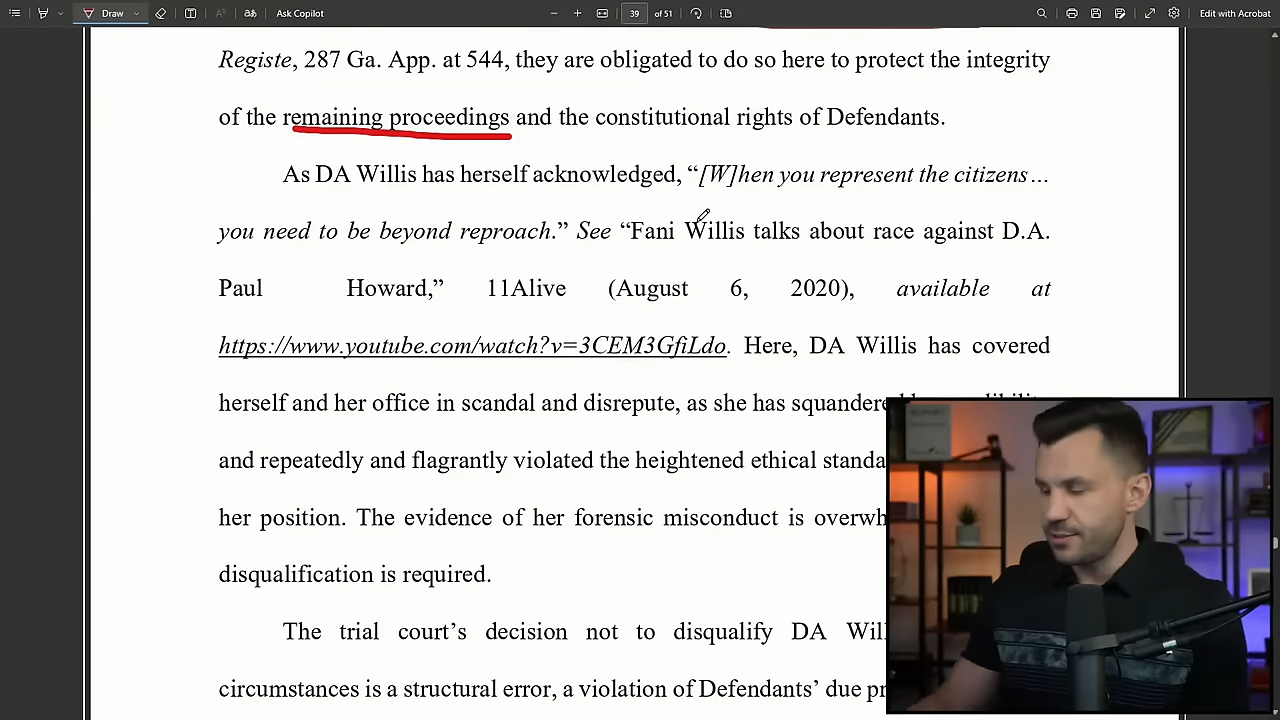 Draw
Ask Copilot
39 of 51
Edit with Acrobat
Registe, 287 Ga. App. at 544, they are obligated to do so here to protect the integrity
of the remaining proceedings and the constitutional rights of Defendants.
As DA Willis has herself acknowledged, “[W]hen you represent the citizens…
you need to be beyond reproach.” See “Fani Willis talks about race against D.A.
Paul Howard,” 11Alive (August 6, 2020), available at
https://www.youtube.com/watch?v=3CEM3GfiLdo. Here, DA Willis has covered
herself and her office in scandal and disrepute, as she has squandered
and repeatedly and flagrantly violated the heightened ethical standa
her position. The evidence of her forensic misconduct is overwh
disqualification is required.
The trial court’s decision not to disqualify DA Wil
circumstances is a structural error, a violation of Defendants’ due pr